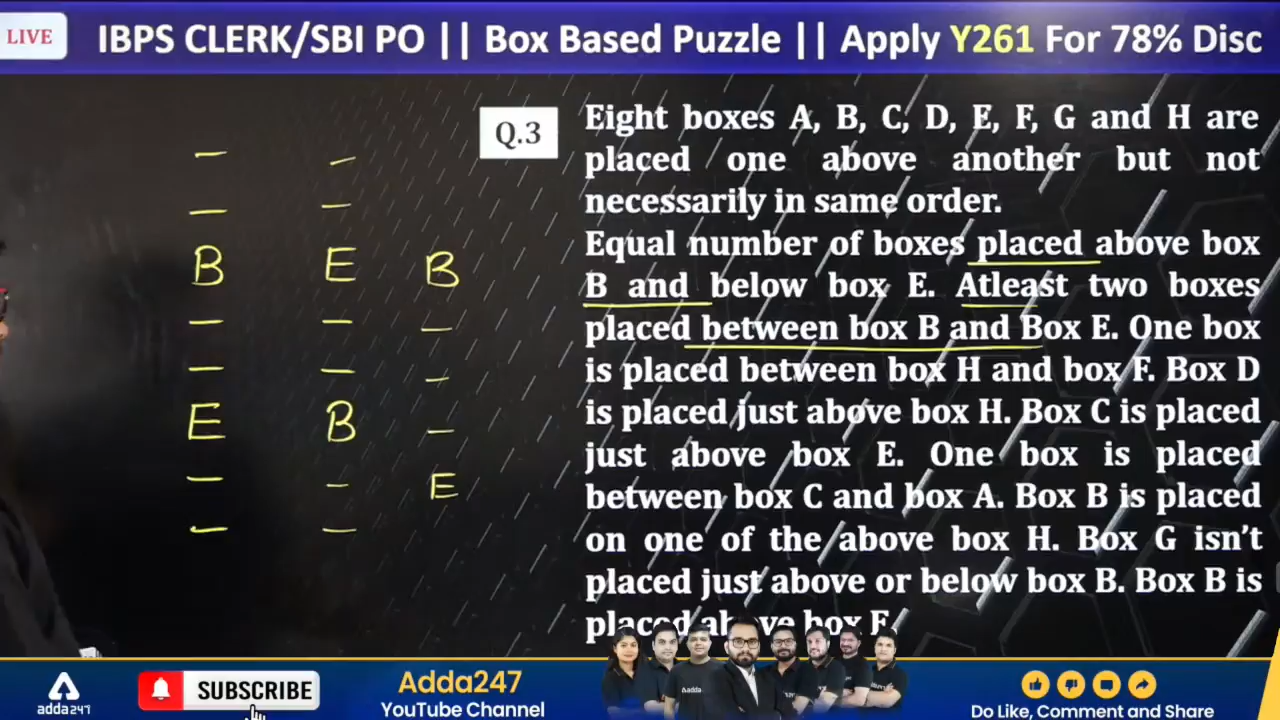 LIVE
IBPS CLERK/SBI PO || Box Based Puzzle || Apply Y261 For 78% Disc
Q.3
Eight boxes A, B, C, D, E, F, G and H are
placed one above another but not
necessarily in same order.
Equal number of boxes placed above box
B and below box E. Atleast two boxes
placed between box B and Box E. One box
is placed between box H and box F. Box D
is placed just above box H. Box C is placed
just above box E. One box is placed
between box C and box A. Box B is placed
on one of the above box H. Box G isn't
placed just above or below box B. Box B is
placed above box
B E B
E B
E
adda247
SUBSCRIBE
Adda247
YouTube Channel
Do Like, Comment and Share